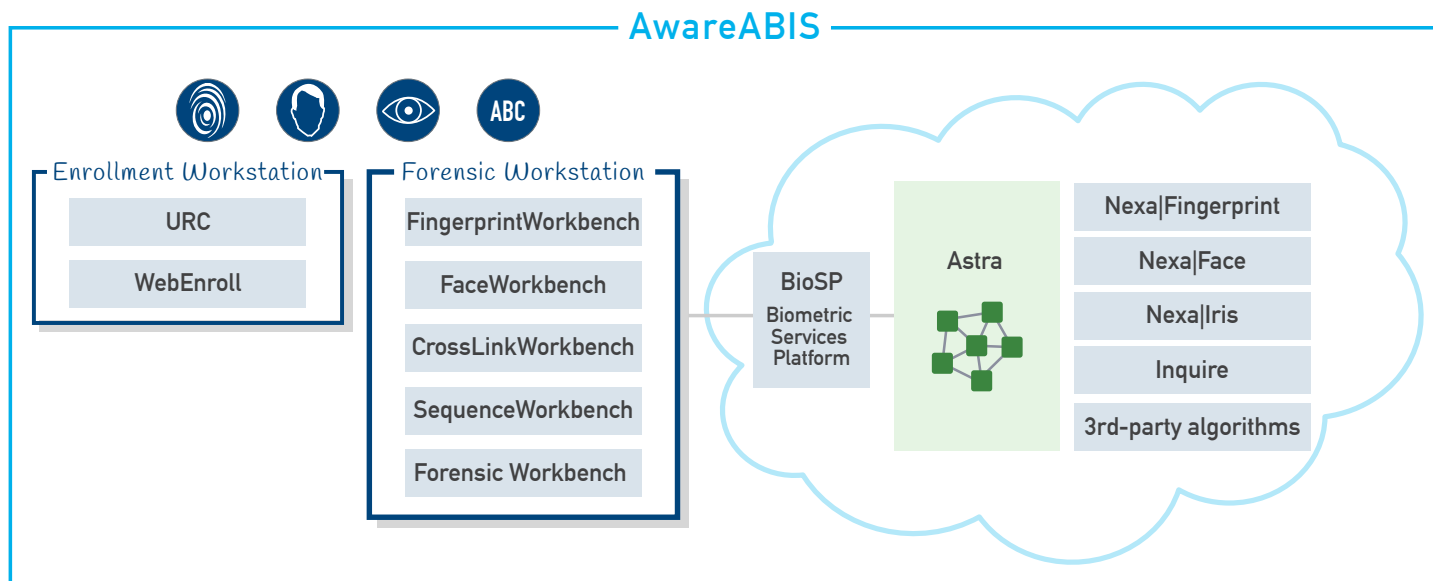 AwareABIS
ABC
Enrollment Workstation
URC
WebEnroll
Forensic Workstation
FingerprintWorkbench
FaceWorkbench
CrossLinkWorkbench
SequenceWorkbench
Forensic Workbench
BioSP
Biometric
Services
Platform
Astra
Nexa|Fingerprint
Nexa|Face
Nexa|Iris
Inquire
3rd-party algorithms